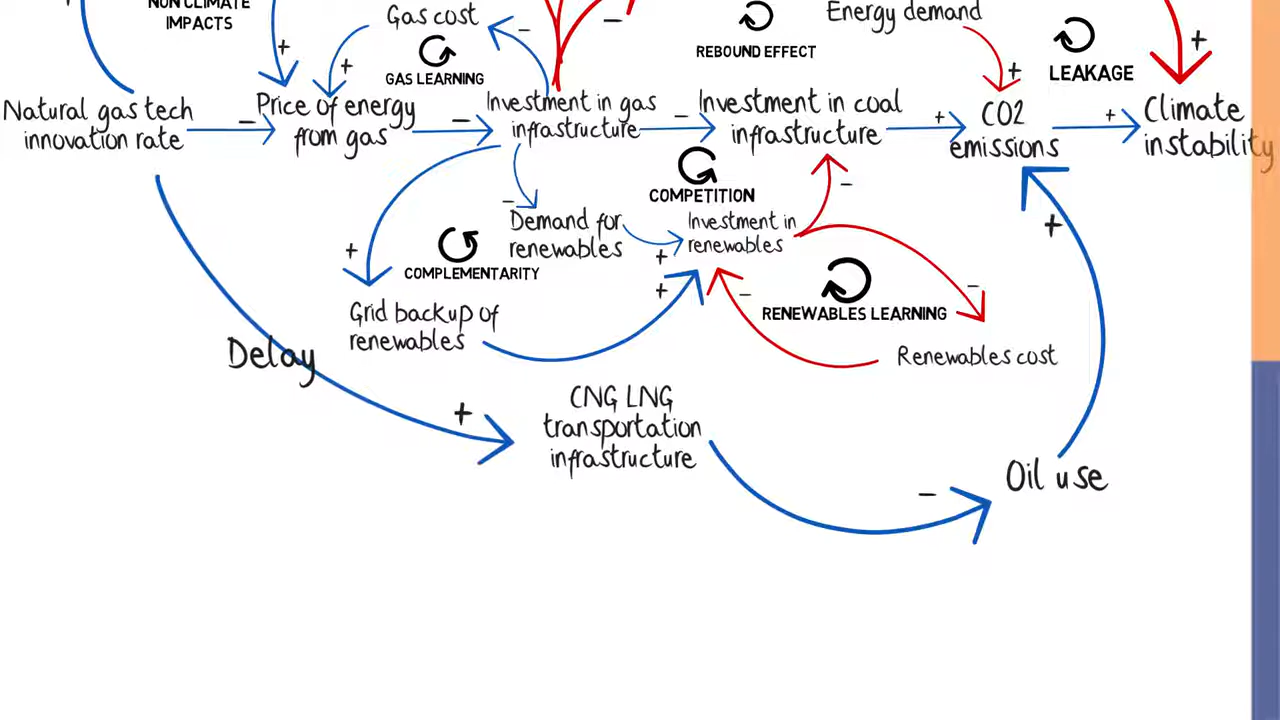 NON CLIMATE
IMPACTS
+
Gas cost
+
GAS LEARNING
−
−
REBOUND EFFECT
Energy demand
+
LEAKAGE
+
Natural gas tech
innovation rate
−
Price of energy
from gas
−
Investment in gas
infrastructure
−
Investment in coal
infrastructure
+
CO2
emissions
+
Climate
instability
COMPETITION
−
−
Demand for
renewables
+
Investment in
renewables
+
COMPLEMENTARITY
+
−
RENEWABLES LEARNING
−
Grid backup of
renewables
Renewables cost
Delay
+
CNG LNG
transportation
infrastructure
−
Oil use
+